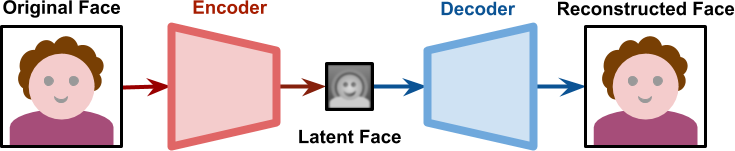 Original Face
Encoder
Decoder
Reconstructed Face
Latent Face